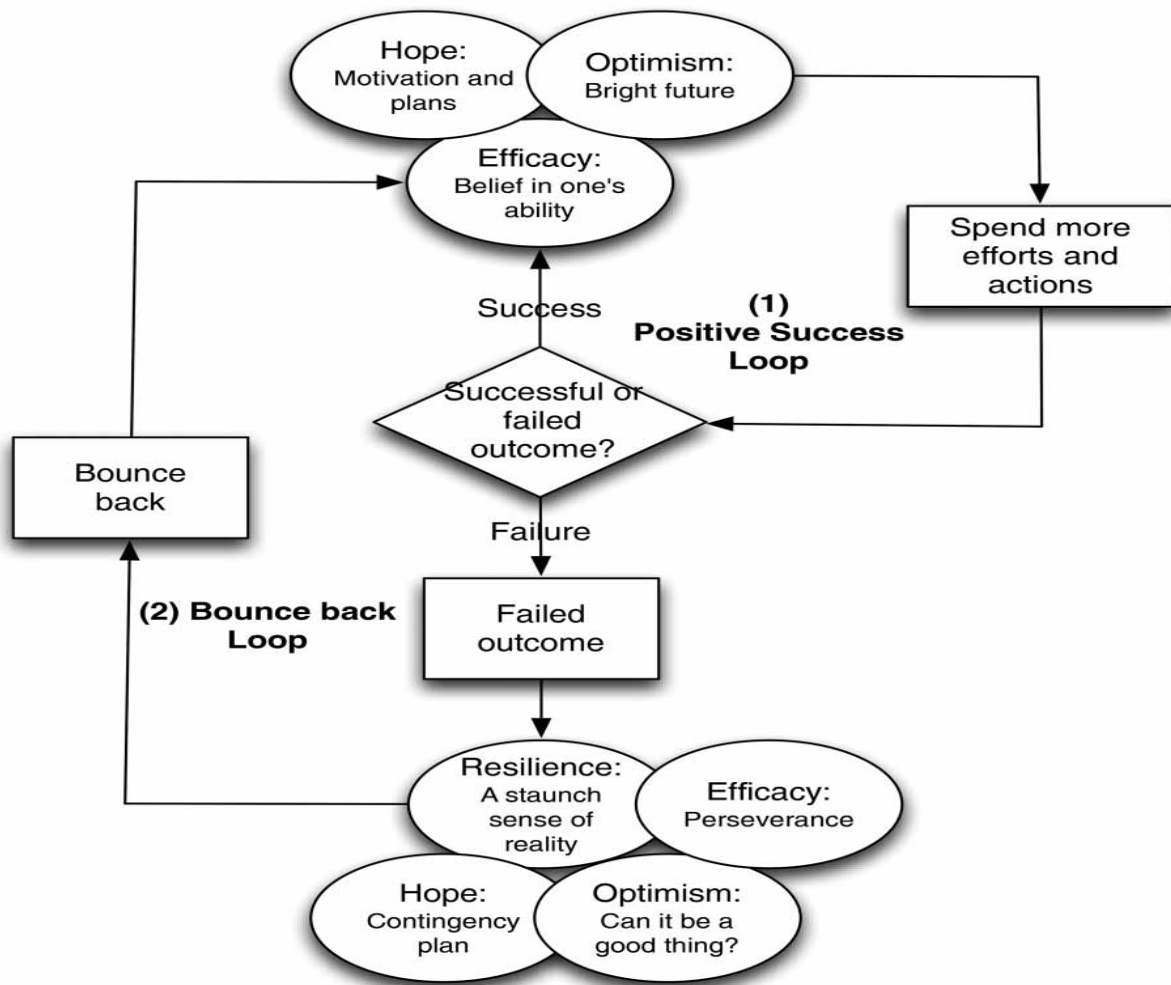 Hope:
Motivation and
plans
Optimism:
Bright future
Efficacy:
Belief in one's
ability
Spend more
efforts and
actions
Success
(1)
Positive Success
Loop
Successful or
failed
outcome?
Bounce
back
Failure
(2) Bounce back
Loop
Failed
outcome
Resilience:
A staunch
sense of
reality
Efficacy:
Perseverance
Hope:
Contingency
plan
Optimism:
Can it be a
good thing?